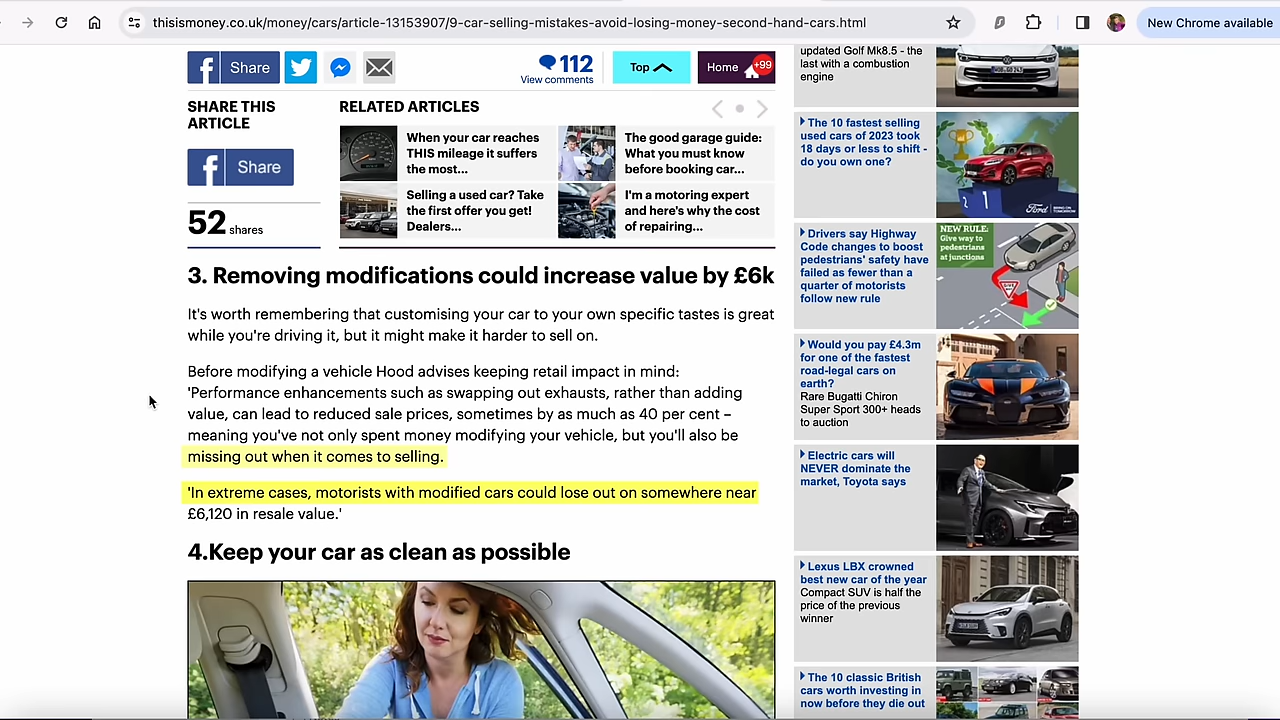 thisismoney.co.uk/money/cars/article-13153907/9-car-selling-mistakes-avoid-losing-money-second-hand-cars.html
New Chrome available
Share
112
View comments
Top
Home
+99
SHARE THIS
ARTICLE
Share
52 shares
RELATED ARTICLES
When your car reaches
THIS mileage it suffers
the most...
The good garage guide:
What you must know
before booking car...
Selling a used car? Take
the first offer you get!
Dealers...
I'm a motoring expert
and here's why the cost
of repairing...
3. Removing modifications could increase value by £6k
It's worth remembering that customising your car to your own specific tastes is great
while you're driving it, but it might make it harder to sell on.
Before modifying a vehicle Hood advises keeping retail impact in mind:
'Performance enhancements such as swapping out exhausts, rather than adding
value, can lead to reduced sale prices, sometimes by as much as 40 per cent –
meaning you've not only spent money modifying your vehicle, but you'll also be
missing out when it comes to selling.
'In extreme cases, motorists with modified cars could lose out on somewhere near
£6,120 in resale value.'
4.Keep your car as clean as possible
updated Golf Mk8.5 - the
last with a combustion
engine
The 10 fastest selling
used cars of 2023 took
18 days or less to shift -
do you own one?
2 1
Ford
Drivers say Highway
Code changes to boost
pedestrians' safety have
failed as fewer than a
quarter of motorists
follow new rule
NEW RULE:
Give way to
pedestrians
at junctions
Would you pay £4.3m
for one of the fastest
road-legal cars on
earth?
Rare Bugatti Chiron
Super Sport 300+ heads
to auction
Electric cars will
NEVER dominate the
market, Toyota says
Lexus LBX crowned
best new car of the year
Compact SUV is half the
price of the previous
winner
The 10 classic British
cars worth investing in
now before they die out